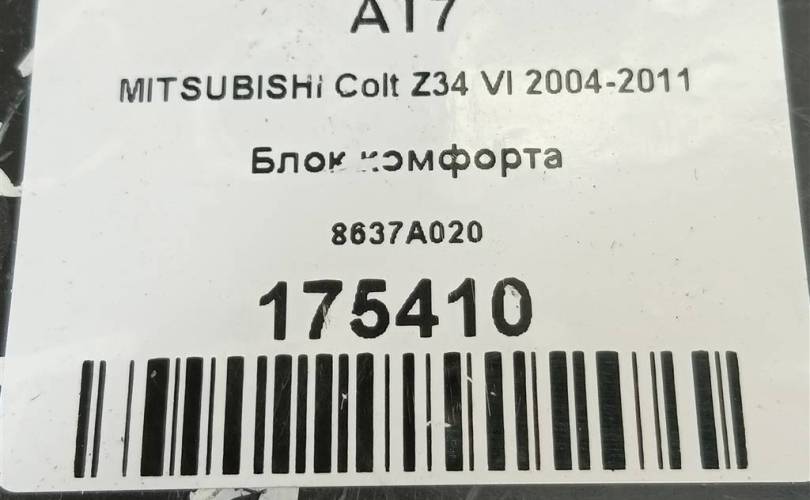 A17
MITSUBISHI Colt Z34 VI 2004-2011
Блок комфорта
8637A020
175410